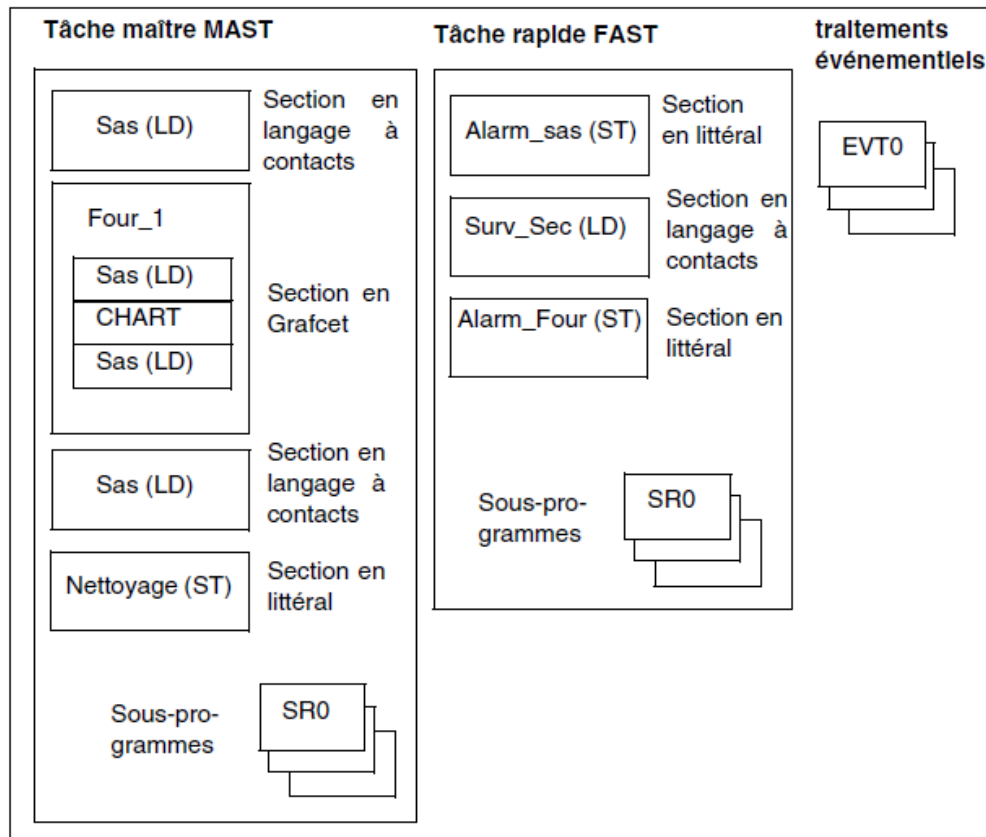 Tâche maître MAST
Sas (LD)
Section en
langage à
contacts
Four_1
Sas (LD)
CHART
Sas (LD)
Section en
Grafcet
Sas (LD)
Section en
langage à
contacts
Nettoyage (ST)
Section en
littéral
Sous-pro-
grammes
SR0
Tâche rapide FAST
Alarm_sas (ST)
Section
en littéral
Surv_Sec (LD)
Section en
langage à
contacts
Alarm_Four (ST)
Section en
littéral
Sous-pro-
grammes
SR0
traitements
événementiels
EVT0